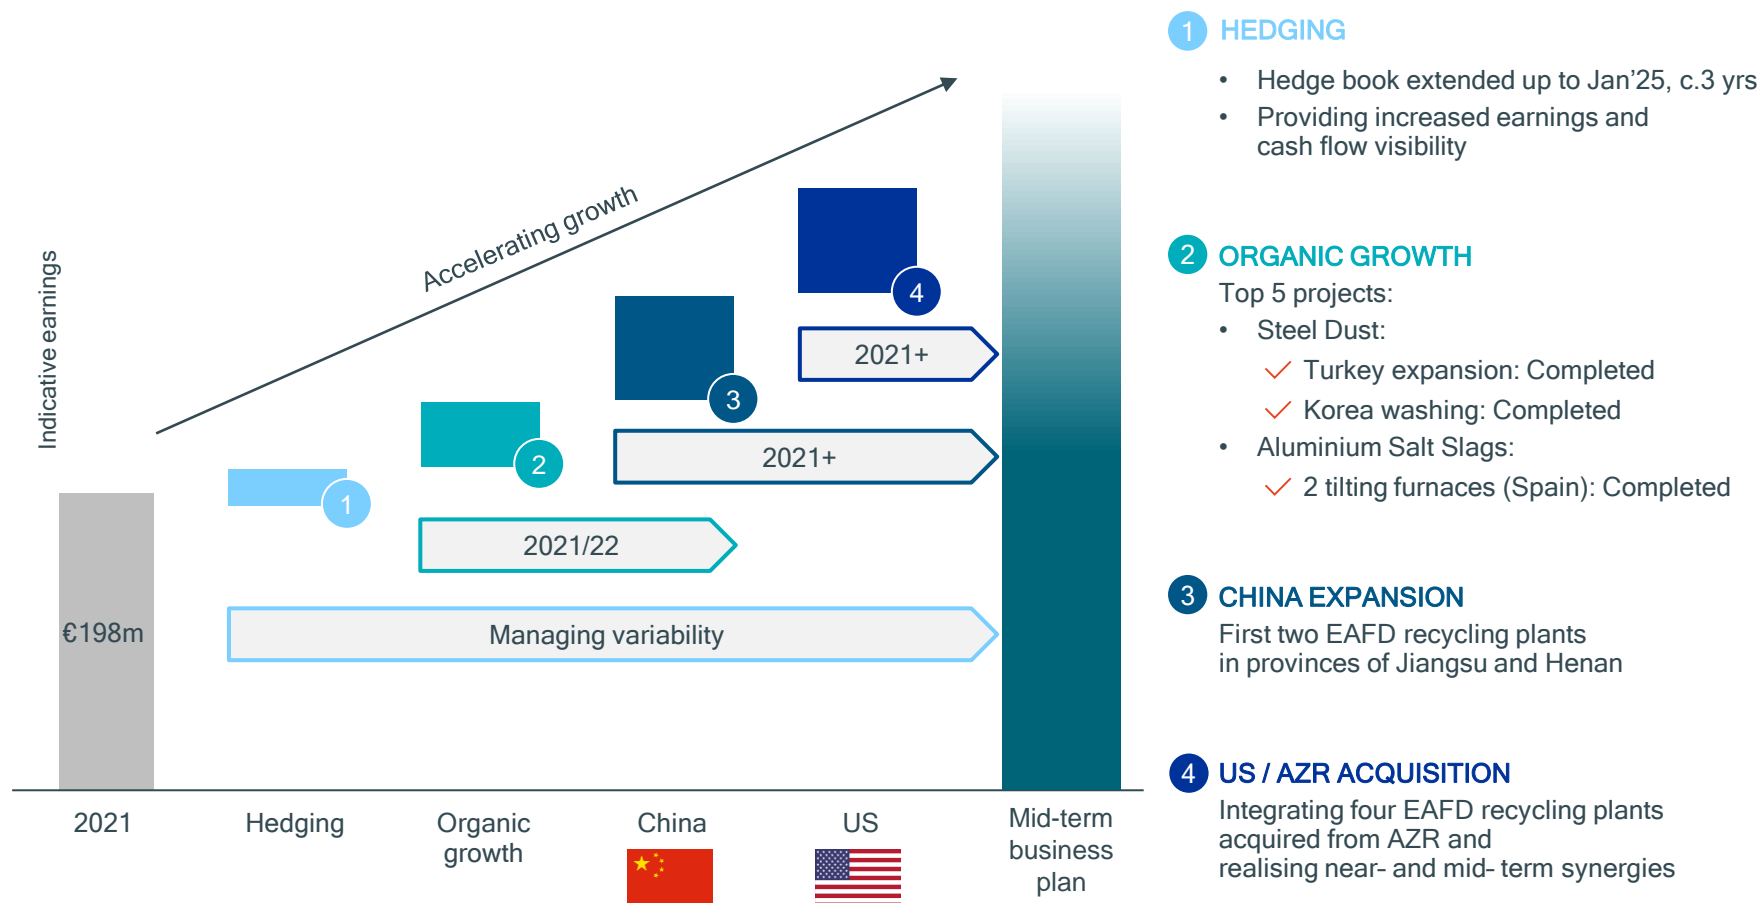 Indicative earnings
Accelerating growth
€198m
1
2
3
4
2021+
2021+
2021/22
Managing variability
2021
Hedging
Organic
growth
China
US
Mid-term
business
plan
1 HEDGING
• Hedge book extended up to Jan’25, c.3 yrs
• Providing increased earnings and
cash flow visibility
2 ORGANIC GROWTH
Top 5 projects:
• Steel Dust:
✓ Turkey expansion: Completed
✓ Korea washing: Completed
• Aluminium Salt Slags:
✓ 2 tilting furnaces (Spain): Completed
3 CHINA EXPANSION
First two EAFD recycling plants
in provinces of Jiangsu and Henan
4 US / AZR ACQUISITION
Integrating four EAFD recycling plants
acquired from AZR and
realising near- and mid- term synergies